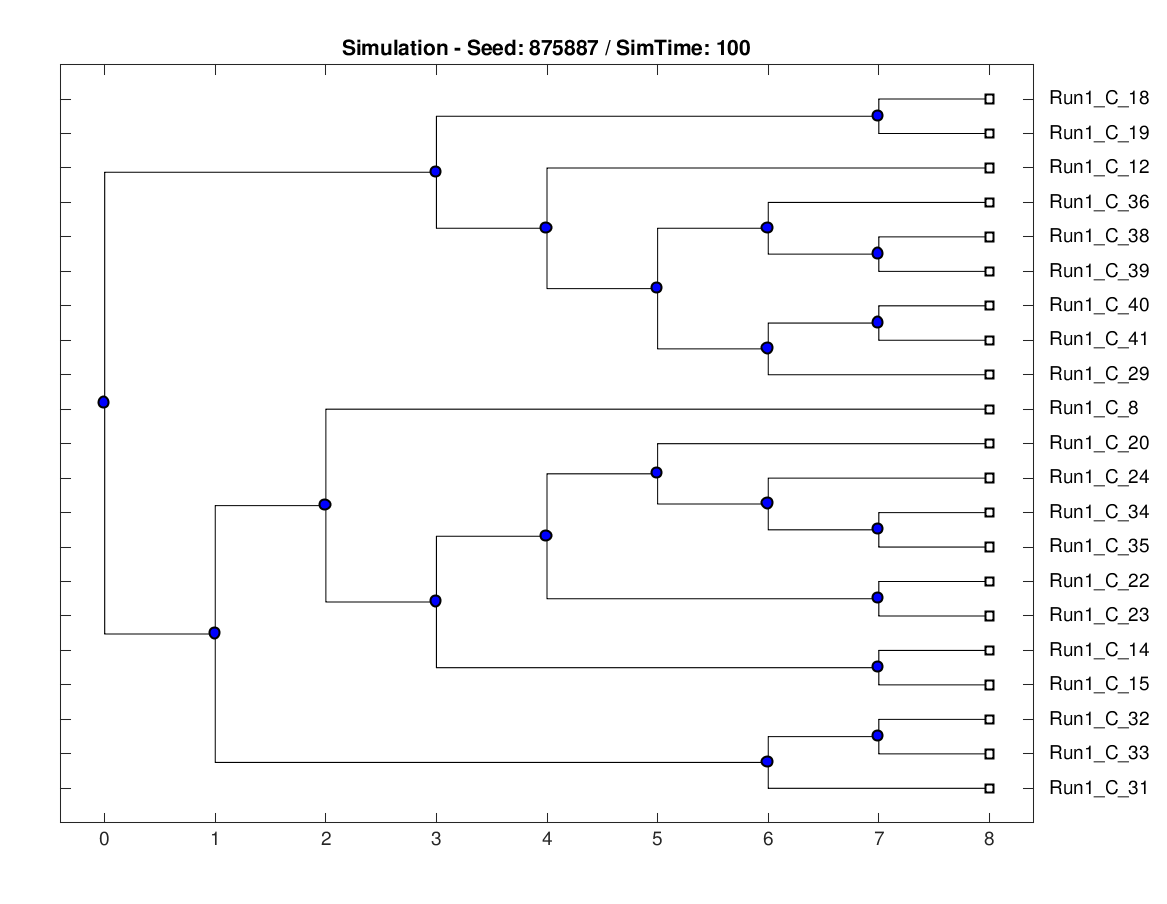 Simulation - Seed: 875887 / SimTime: 100
Run1_C_18
Run1_C_19
Run1_C_12
Run1_C_36
Run1_C_38
Run1_C_39
Run1_C_40
Run1_C_41
Run1_C_29
Run1_C_8
Run1_C_20
Run1_C_24
Run1_C_34
Run1_C_35
Run1_C_22
Run1_C_23
Run1_C_14
Run1_C_15
Run1_C_32
Run1_C_33
Run1_C_31
0 1 2 3 4 5 6 7 8